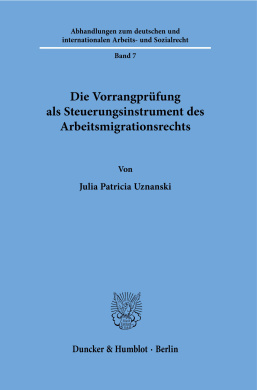 Abhandlungen zum deutschen und
internationalen Arbeits- und Sozialrecht
Band 7
Die Vorrangprüfung
als Steuerungsinstrument des
Arbeitsmigrationsrechts
Von
Julia Patricia Uznanski
Duncker & Humblot · Berlin